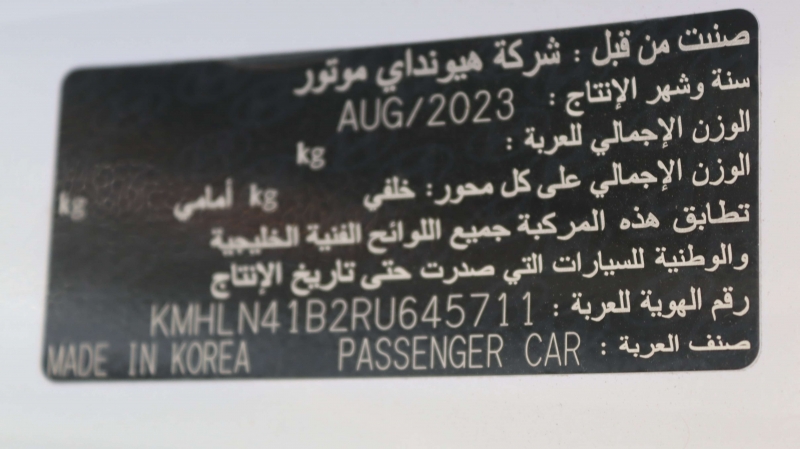 صنعت من قبل : شركة هيونداي موتور
سنة وشهر الإنتاج : AUG/2023
الوزن الإجمالي للعربة : kg
الوزن الإجمالي على كل محور: خلفي kg أمامي kg
تطابق هذه المركبة جميع اللوائح الفنية الخليجية
والوطنية للسيارات التي صدرت حتى تاريخ الإنتاج
رقم الهوية للعربة : KMHLN41B2RU645711
صنف العربة : PASSENGER CAR MADE IN KOREA